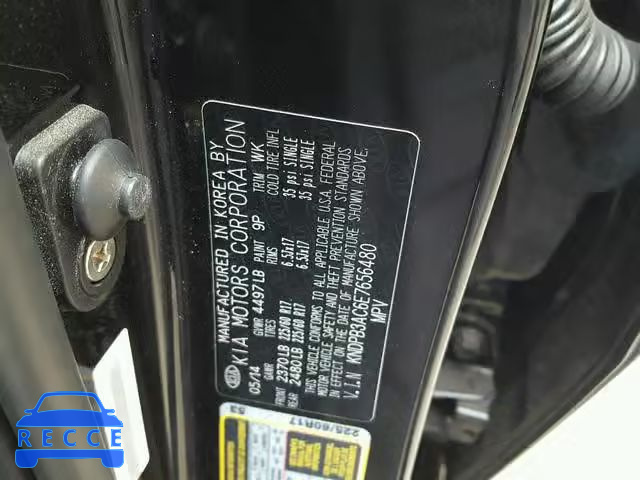 MANUFACTURED IN KOREA BY
KIA MOTORS CORPORATION
05/14 GVWR 4497 LB PAINT 9P TRIM WK
GAWR TIRES RIMS COLD TIRE INFL
FRONT 2370LB 225/60 R17 6.5Jx17 35 psi SINGLE
REAR 2480LB 225/60 R17 6.5Jx17 35 psi SINGLE
THIS VEHICLE CONFORMS TO ALL APPLICABLE U.S.A. FEDERAL
MOTOR VEHICLE SAFETY AND THEFT PREVENTION STANDARDS
IN EFFECT ON THE DATE OF MANUFACTURE SHOWN ABOVE.
V.I.N KNDPB3AC6E7656480
MPV
225/60R17
53
RECCE